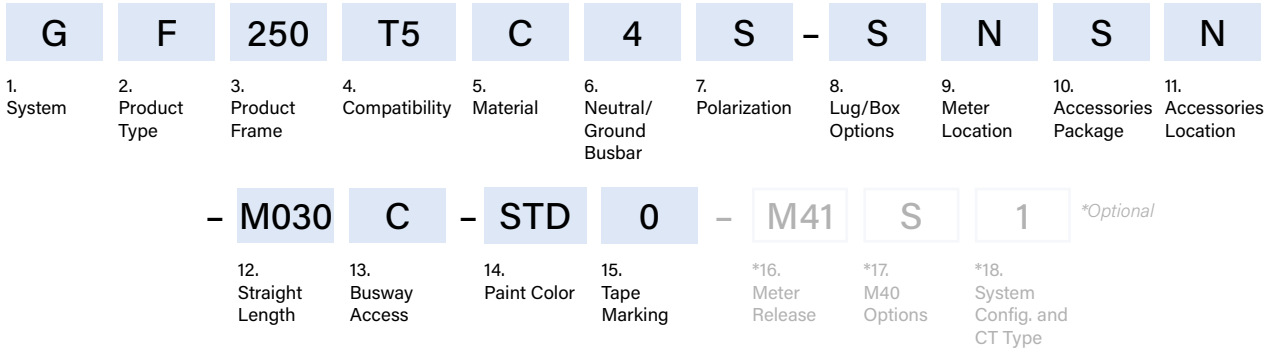 G F 250 T5 C 4 S – S N S N
1. 2. 3. 4. 5. 6. 7. 8. 9. 10. 11.
System Product Product Compatibility Material Neutral/ Polarization Lug/Box Meter Accessories Accessories
Type Frame Ground Options Location Package Location
Busbar
– M030 C – STD 0 – M41 S 1 *Optional
12. 13. 14. 15. *16. *17. *18.
Straight Busway Paint Color Tape Meter M40 System
Length Access Marking Release Options Config. and
CT Type